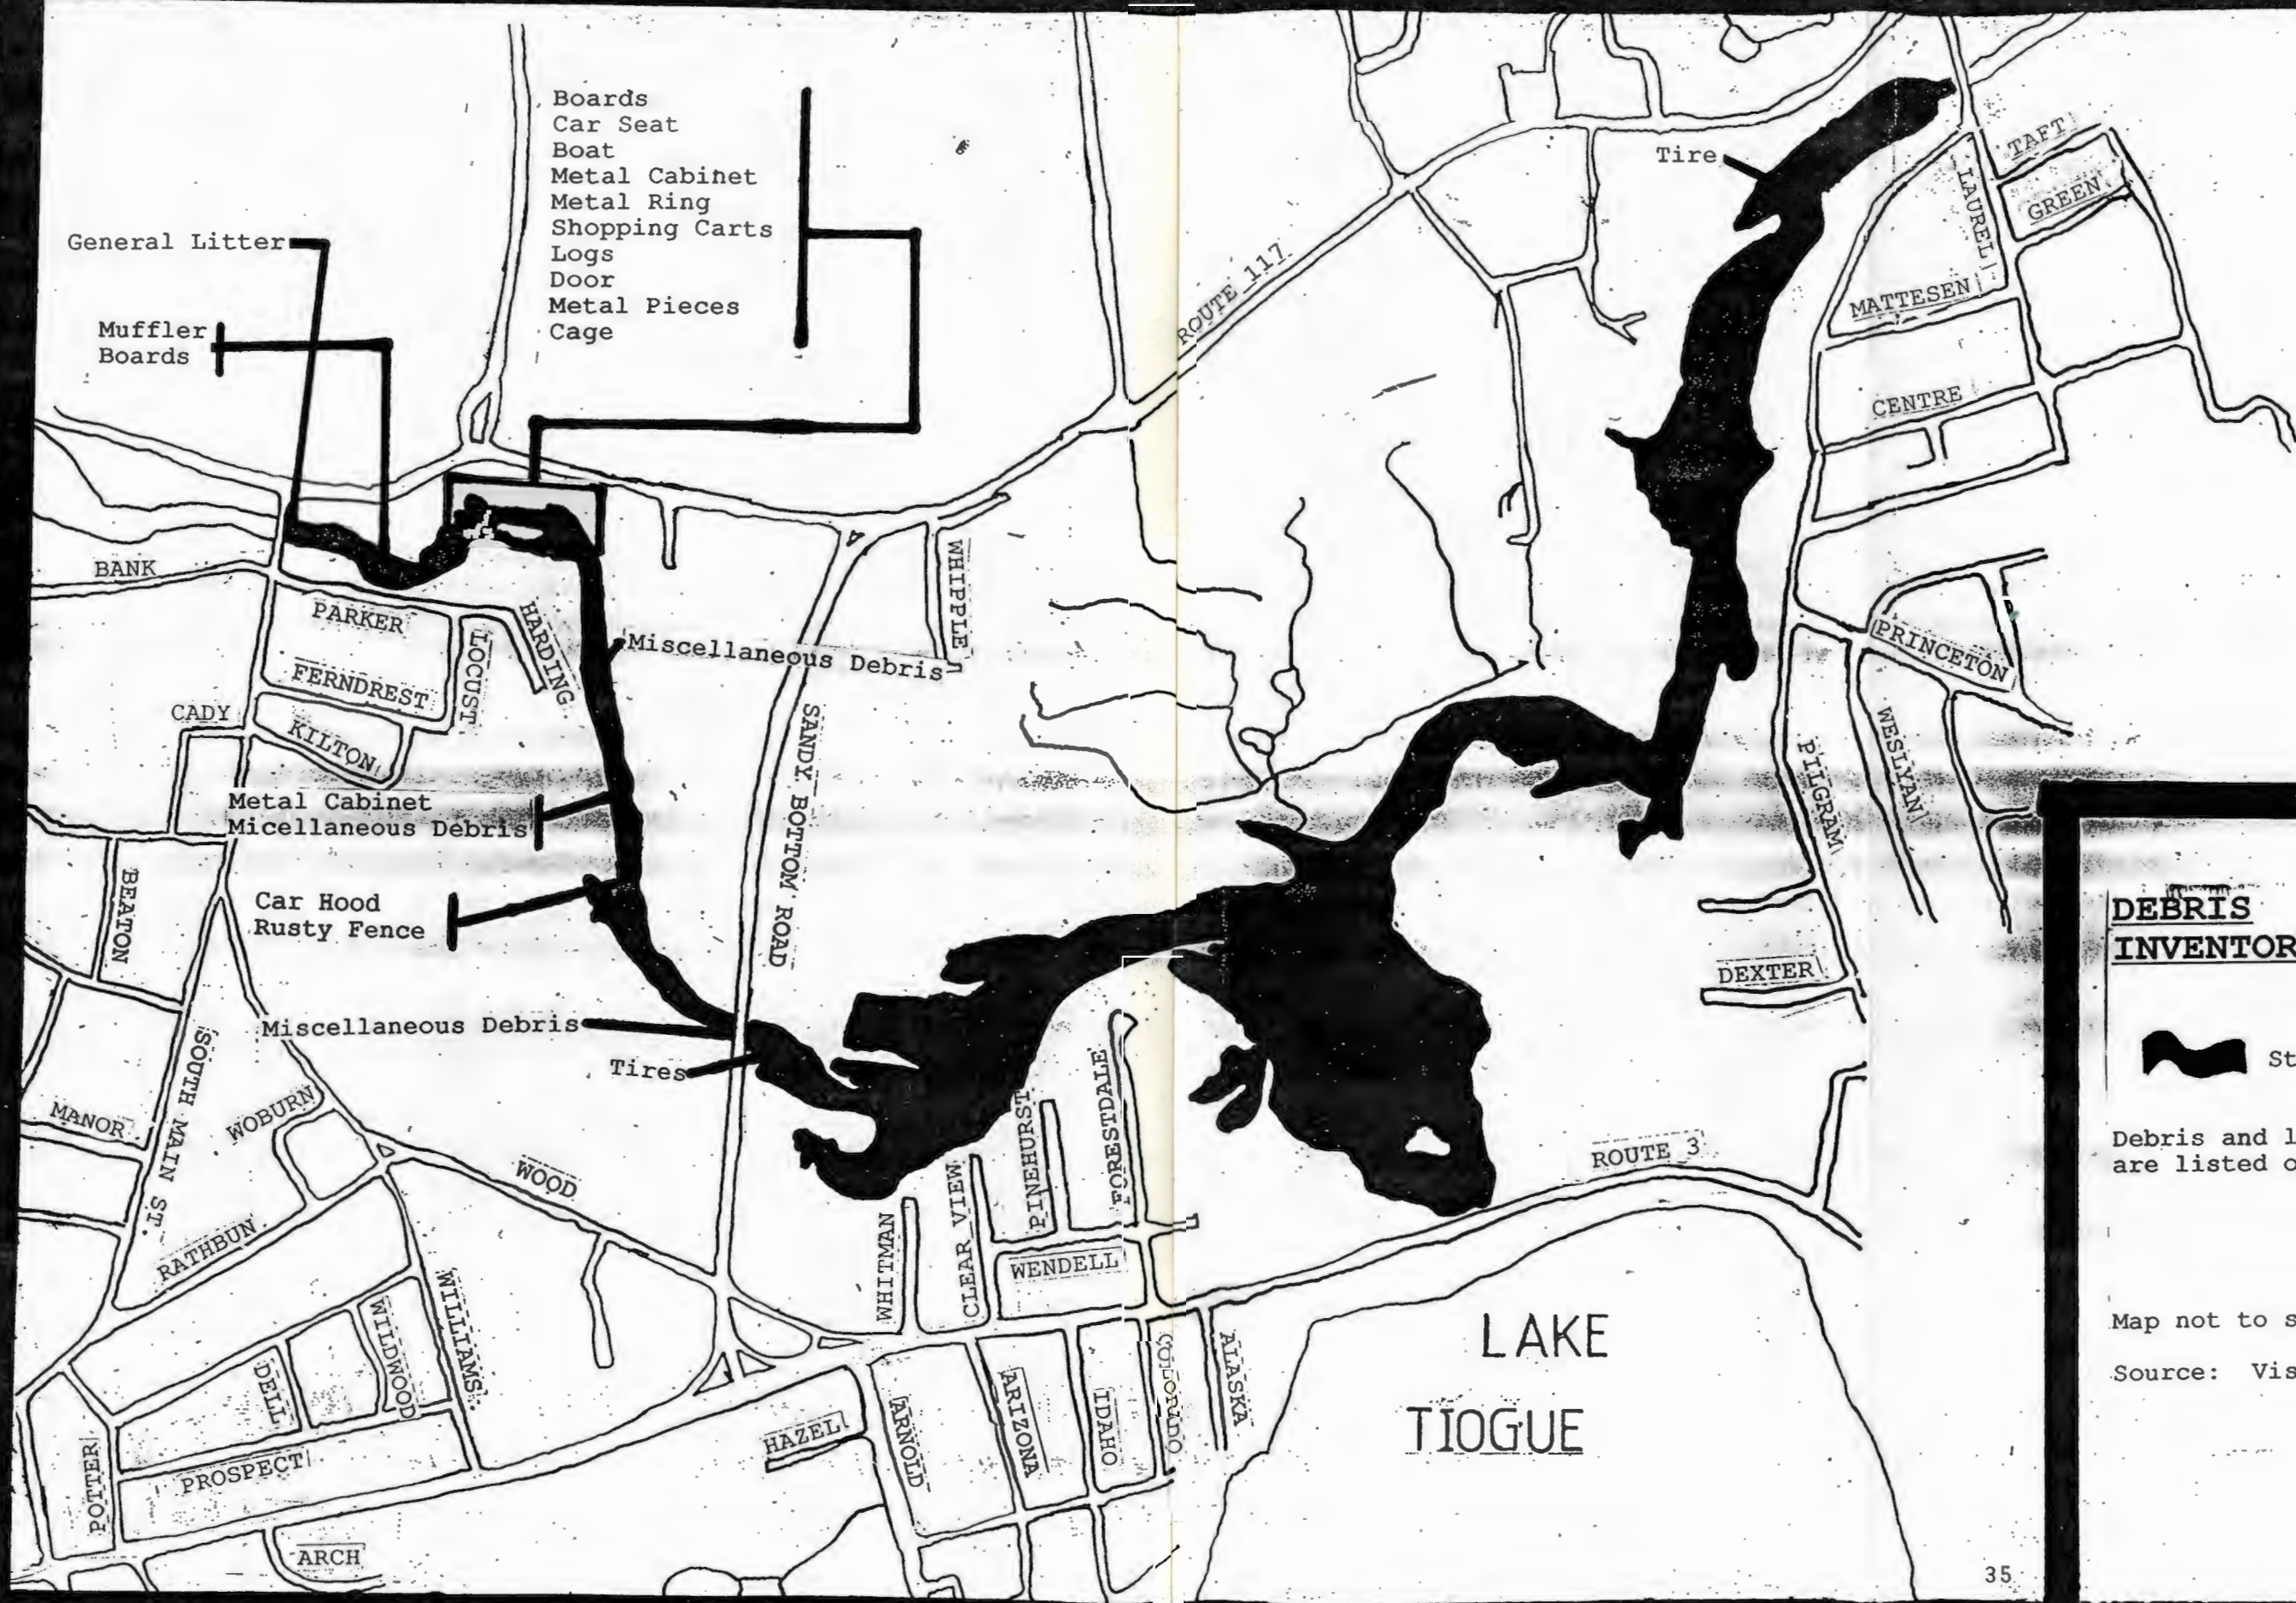 Boards
Car Seat
Boat
Metal Cabinet
Metal Ring
Shopping Carts
Logs
Door
Metal Pieces
Cage
General Litter
Muffler
Boards
Tire
TAFT
LAUREL
GREEN
ROUTE 117
MATTESEN
CENTRE
BANK
PARKER
HARDING
LOCUST
WHIPPLE
Miscellaneous Debris
FERNDREST
CADY
KILTON
SANDY BOTTOM ROAD
PRINCETON
WESLYAN
PILGRAM
Metal Cabinet
Micellaneous Debris
BEATON
Car Hood
Rusty Fence
DEXTER
Miscellaneous Debris
Tires
SOUTH MAIN ST.
WOBURN
MANOR
WOOD
RATHBUN
WILLIAMS
WILDWOOD
DELL
PROSPECT
POTTER
ARCH
FORESTDALE
PINEHURST
CLEAR VIEW
WHITMAN
WENDELL
ROUTE 3
HAZEL
ARNOLD
ARIZONA
IDAHO
COLORADO
ALASKA
LAKE
TIOGUE
DEBRIS
INVENTOR
St
Debris and l
are listed o
Map not to s
Source: Vis
35